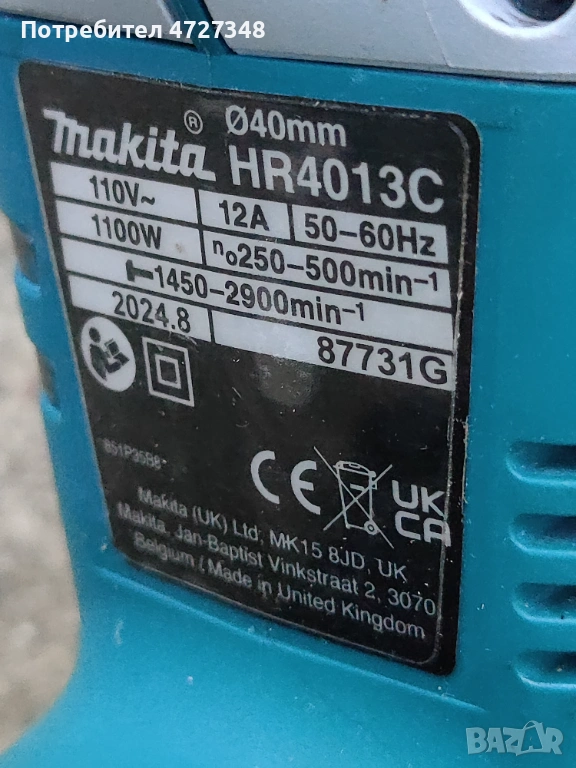 Потребител 4727348
makita ® Ø40mm
HR4013C
110V~ 12A 50-60Hz
1100W n₀250-500min⁻¹
1450-2900min⁻¹
2024.8 87731G
851P35B8-
CE UK CA
Makita (UK) Ltd, MK15 8JD, UK
Makita, Jan-Baptist Vinkstraat 2, 3070
Belgium / Made in United Kingdom
BAZAR